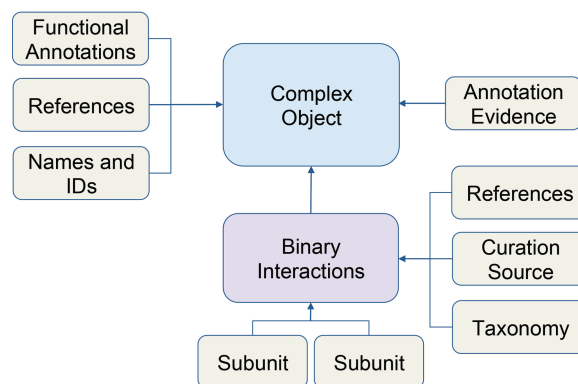 Functional
Annotations
References
Names and
IDs
Complex
Object
Annotation
Evidence
Binary
Interactions
References
Curation
Source
Taxonomy
Subunit
Subunit